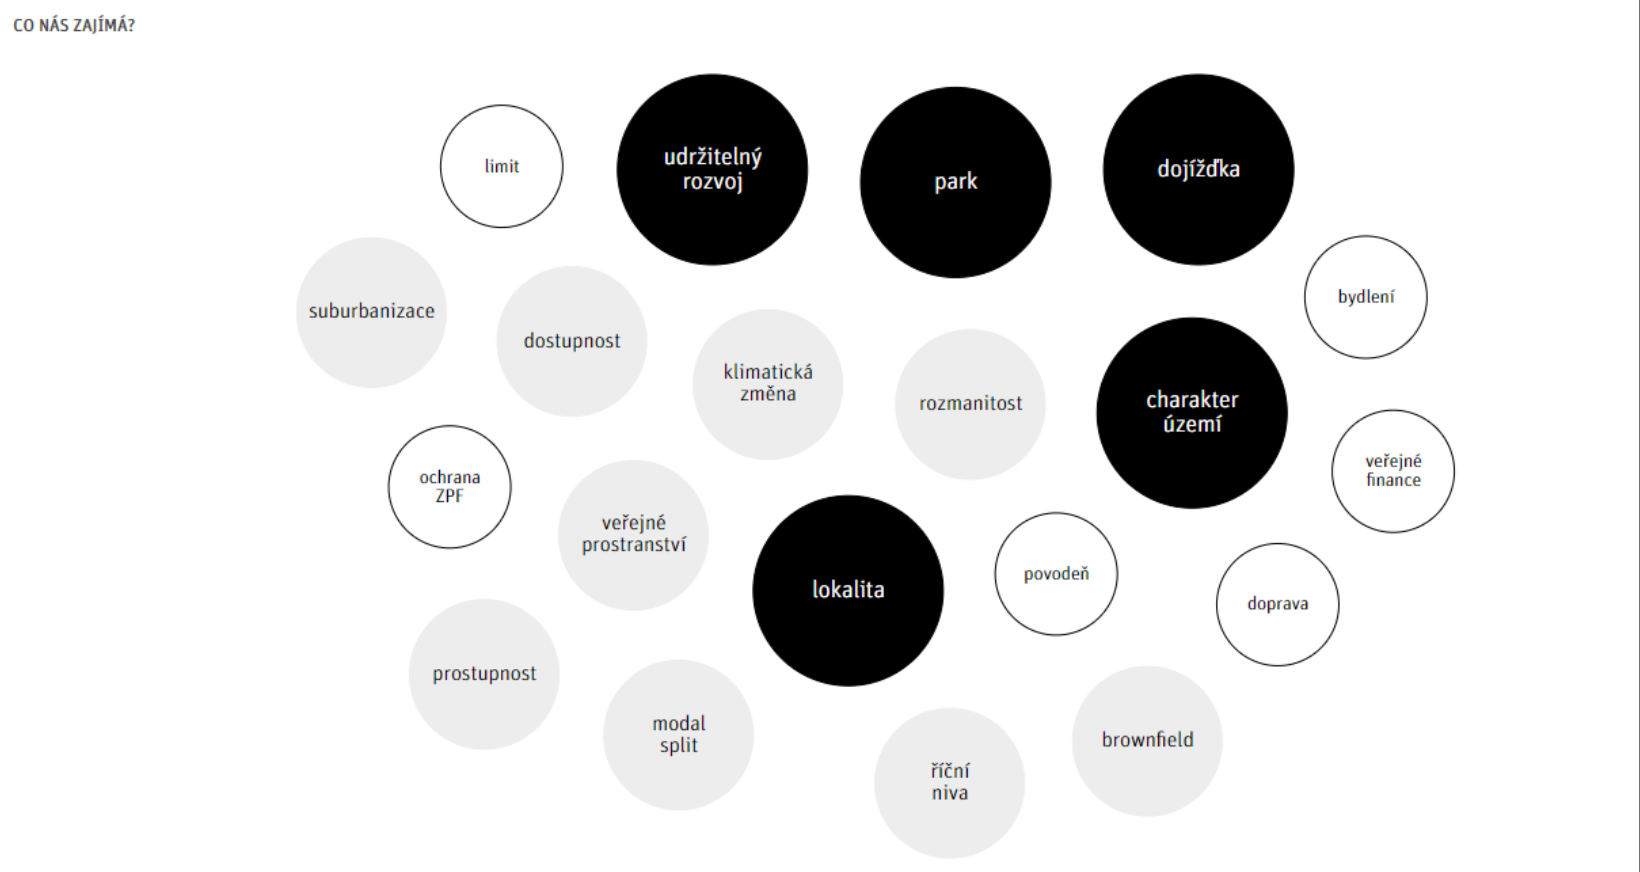 CO NÁS ZAJÍMÁ?
limit
udržitelný
rozvoj
park
dojížďka
suburbanizace
dostupnost
klimatická
změna
rozmanitost
charakter
území
bydlení
ochrana
ZPF
veřejné
prostranství
lokalita
povodeň
veřejné
finance
doprava
prostupnost
modal
split
říční
niva
brownfield